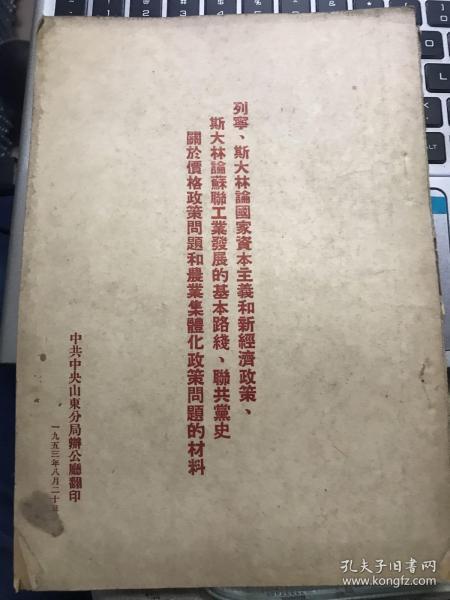 列寧、斯大林論國家資本主義和新經濟政策、
斯大林論蘇聯工業發展的基本路綫、聯共黨史
關於價格政策問題和農業集體化政策問題的材料
中共中央山東分局辦公廳翻印
一九五三年八月二十日
孔夫子旧书网
www.kongfz.com